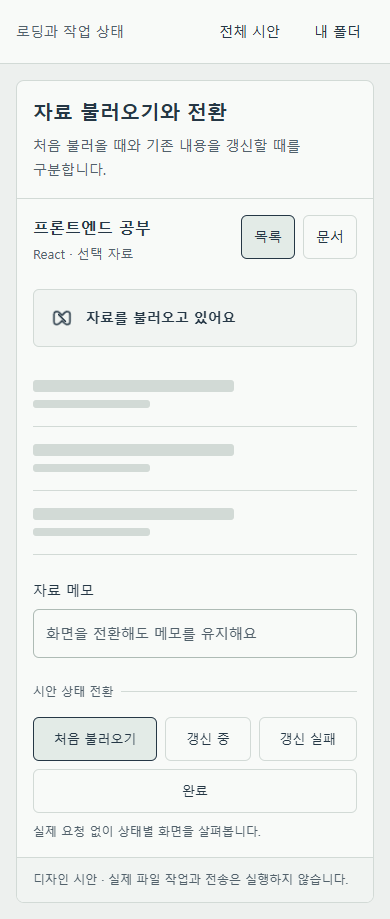 로딩과 작업 상태
전체 시안
내 폴더
자료 불러오기와 전환
처음 불러올 때와 기존 내용을 갱신할 때를
구분합니다.
프론트엔드 공부
React · 선택 자료
목록
문서
자료를 불러오고 있어요
자료 메모
화면을 전환해도 메모를 유지해요
시안 상태 전환
처음 불러오기
갱신 중
갱신 실패
완료
실제 요청 없이 상태별 화면을 살펴봅니다.
디자인 시안 · 실제 파일 작업과 전송은 실행하지 않습니다.